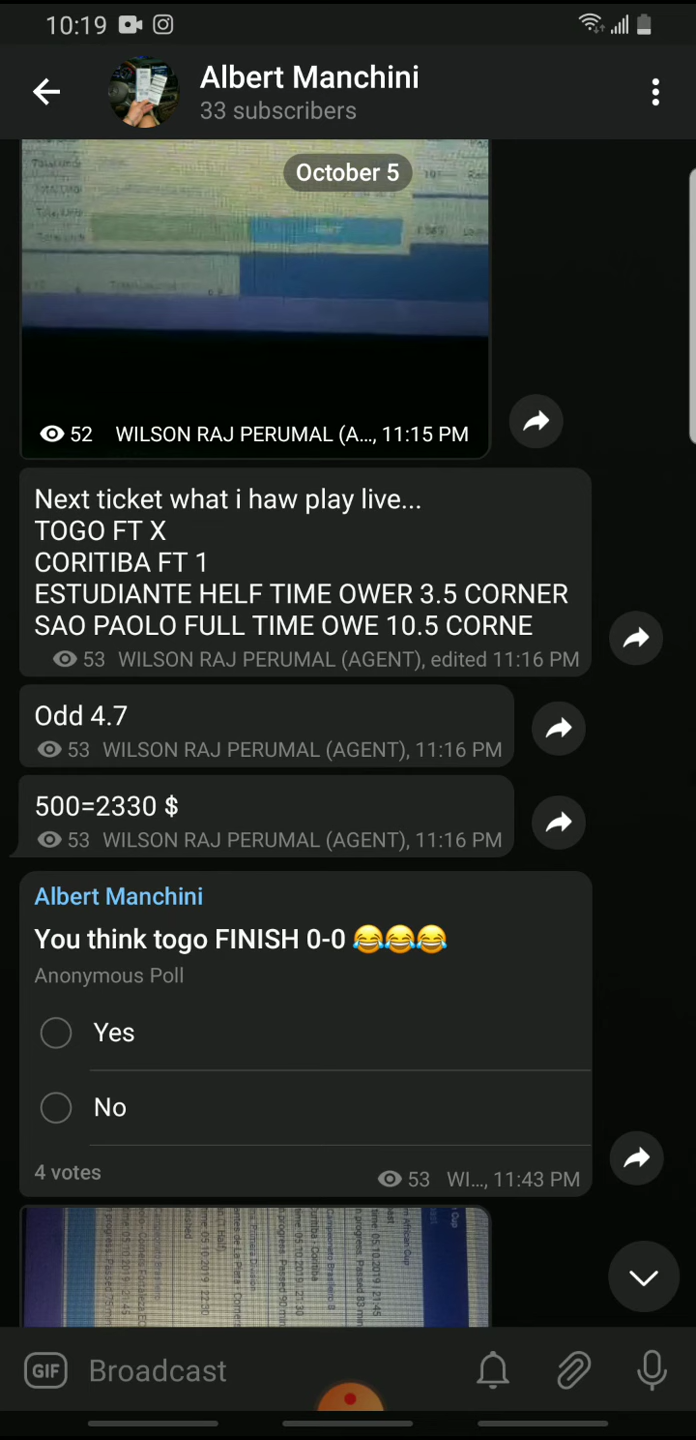 10:19
Albert Manchini
33 subscribers
October 5
52 WILSON RAJ PERUMAL (A..., 11:15 PM
Next ticket what i haw play live...
TOGO FT X
CORITIBA FT 1
ESTUDIANTE HELF TIME OWER 3.5 CORNER
SAO PAOLO FULL TIME OWE 10.5 CORNE
53 WILSON RAJ PERUMAL (AGENT), edited 11:16 PM
Odd 4.7
53 WILSON RAJ PERUMAL (AGENT), 11:16 PM
500=2330 $
53 WILSON RAJ PERUMAL (AGENT), 11:16 PM
Albert Manchini
You think togo FINISH 0-0 😂😂😂
Anonymous Poll
Yes
No
4 votes
53 WI..., 11:43 PM
GIF Broadcast